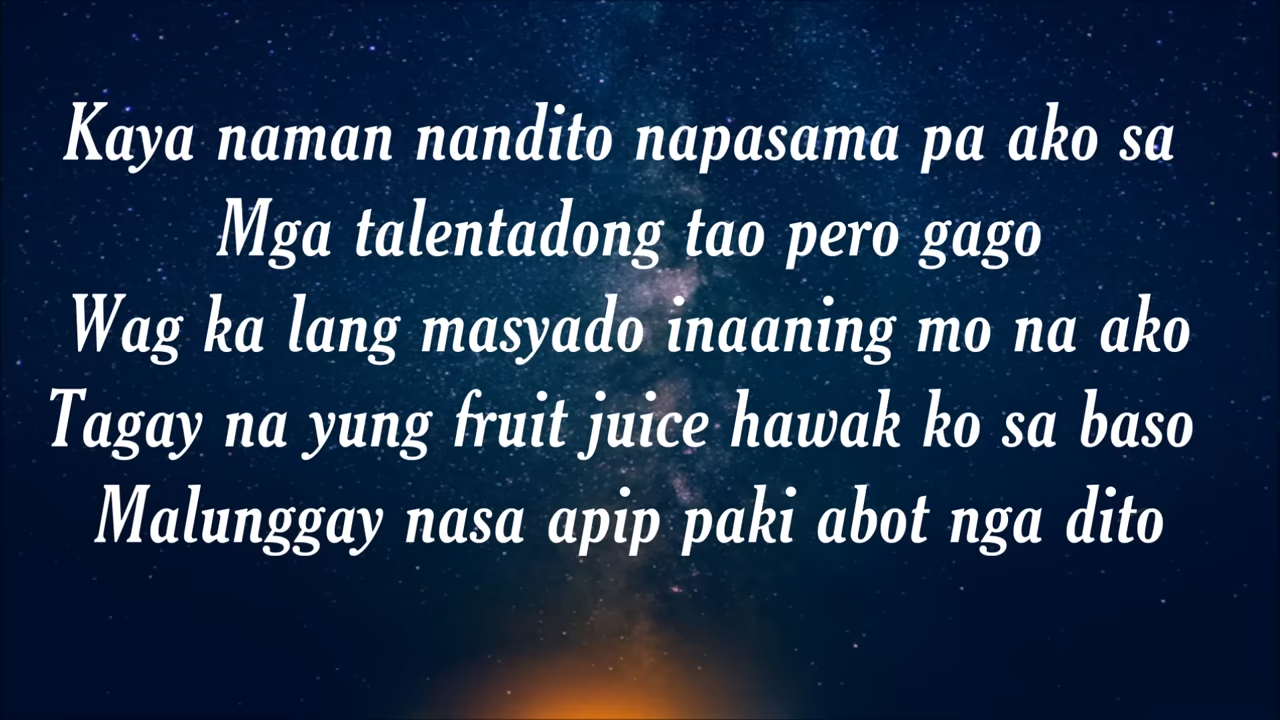 Kaya naman nandito napasama pa ako sa
Mga talentadong tao pero gago
Wag ka lang masyado inaaning mo na ako
Tagay na yung fruit juice hawak ko sa baso
Malunggay nasa apip paki abot nga dito